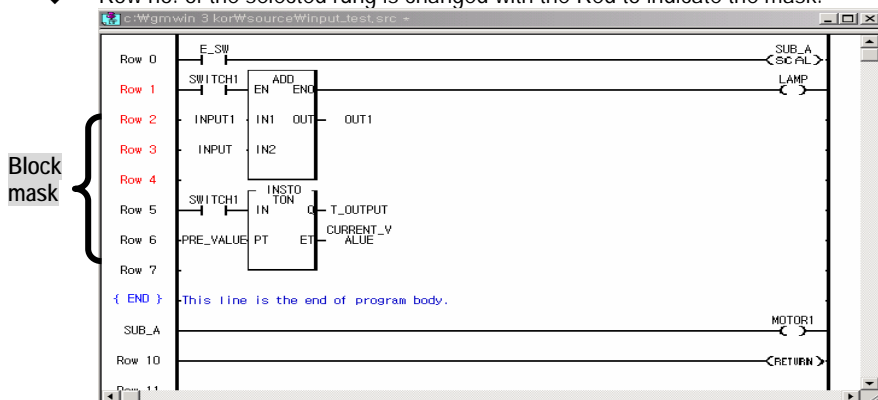 Row no. of the selected rung is changed with the Red to indicate the mask.
c:₩gmwin 3 kor₩source₩input_test,src
Row 0 E_SW SUB_A
SCAL
Row 1 SWITCH1 ADD LAMP
EN ENO
Row 2 INPUT1 IN1 OUT OUT1
Row 3 INPUT IN2
Block
mask
Row 4
INSTO
Row 5 SWITCH1 TON
IN Q T_OUTPUT
CURRENT_V
Row 6 PRE_VALUE PT ET ALUE
Row 7
{ END } This line is the end of program body.
MOTOR1
SUB_A
Row 10 RETURN
Row 11